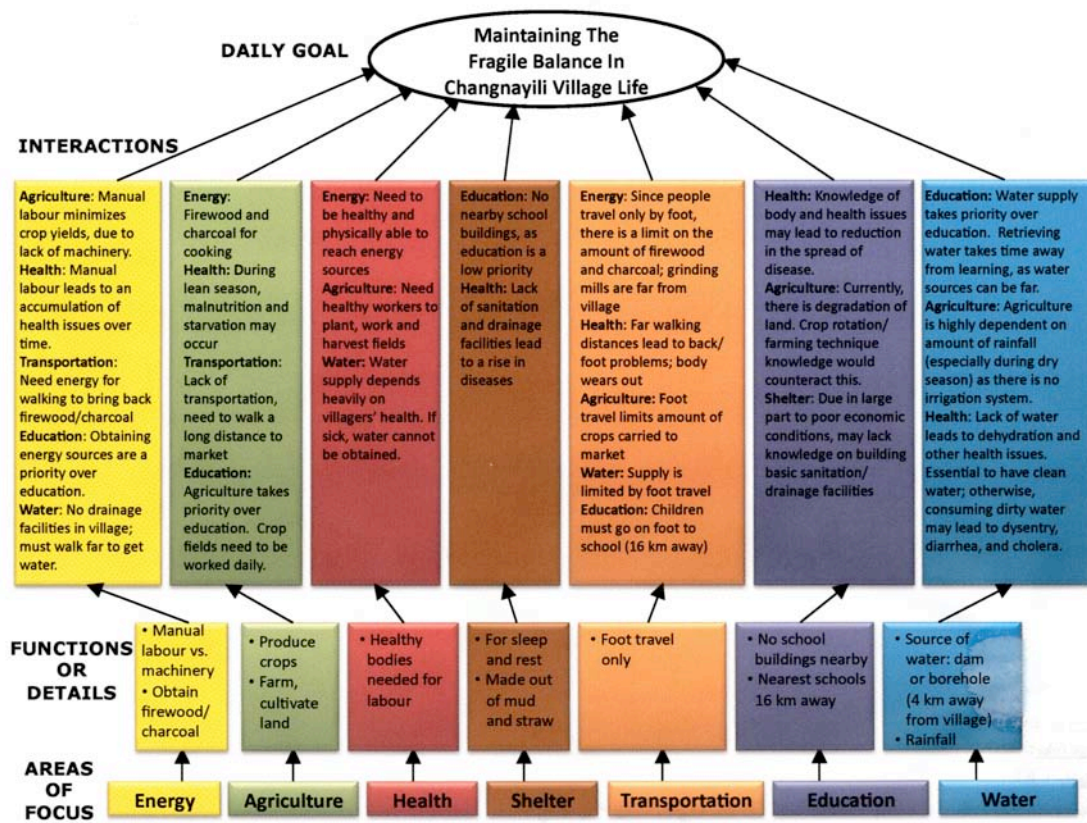 DAILY GOAL
Maintaining The
Fragile Balance In
Changnayili Village Life
INTERACTIONS
Agriculture: Manual
labour minimizes
crop yields, due to
lack of machinery.
Health: Manual
labour leads to an
accumulation of
health issues over
time.
Transportation:
Need energy for
walking to bring back
firewood/charcoal
Education: Obtaining
energy sources are a
priority over
education.
Water: No drainage
facilities in village;
must walk far to get
water.
Energy:
Firewood and
charcoal for
cooking
Health: During
lean season,
malnutrition and
starvation may
occur
Transportation:
Lack of
transportation,
need to walk a
long distance to
market
Education:
Agriculture takes
priority over
education. Crop
fields need to be
worked daily.
Energy: Need to
be healthy and
physically able to
reach energy
sources
Agriculture: Need
healthy workers to
plant, work and
harvest fields
Water: Water
supply depends
heavily on
villagers' health. If
sick, water cannot
be obtained.
Education: No
nearby school
buildings, as
education is a
low priority
Health: Lack
of sanitation
and drainage
facilities lead
to a rise in
diseases
Energy: Since people
travel only by foot,
there is a limit on the
amount of firewood
and charcoal; grinding
mills are far from
village
Health: Far walking
distances lead to back/
foot problems; body
wears out
Agriculture: Foot
travel limits amount of
crops carried to
market
Water: Supply is
limited by foot travel
Education: Children
must go on foot to
school (16 km away)
Health: Knowledge of
body and health issues
may lead to reduction
in the spread of
disease.
Agriculture: Currently,
there is degradation of
land. Crop rotation/
farming technique
knowledge would
counteract this.
Shelter: Due in large
part to poor economic
conditions, may lack
knowledge on building
basic sanitation/
drainage facilities
Education: Water supply
takes priority over
education. Retrieving
water takes time away
from learning, as water
sources can be far.
Agriculture: Agriculture
is highly dependent on
amount of rainfall
(especially during dry
season) as there is no
irrigation system.
Health: Lack of water
leads to dehydration and
other health issues.
Essential to have clean
water; otherwise,
consuming dirty water
may lead to dysentry,
diarrhea, and cholera.
FUNCTIONS
OR
DETAILS
• Manual
labour vs.
machinery
• Obtain
firewood/
charcoal
• Produce
crops
• Farm,
cultivate
land
• Healthy
bodies
needed for
labour
• For sleep
and rest
• Made out
of mud
and straw
• Foot travel
only
• No school
buildings nearby
• Nearest schools
16 km away
• Source of
water: dam
or borehole
(4 km away
from village)
• Rainfall
AREAS
OF
FOCUS
Energy
Agriculture
Health
Shelter
Transportation
Education
Water